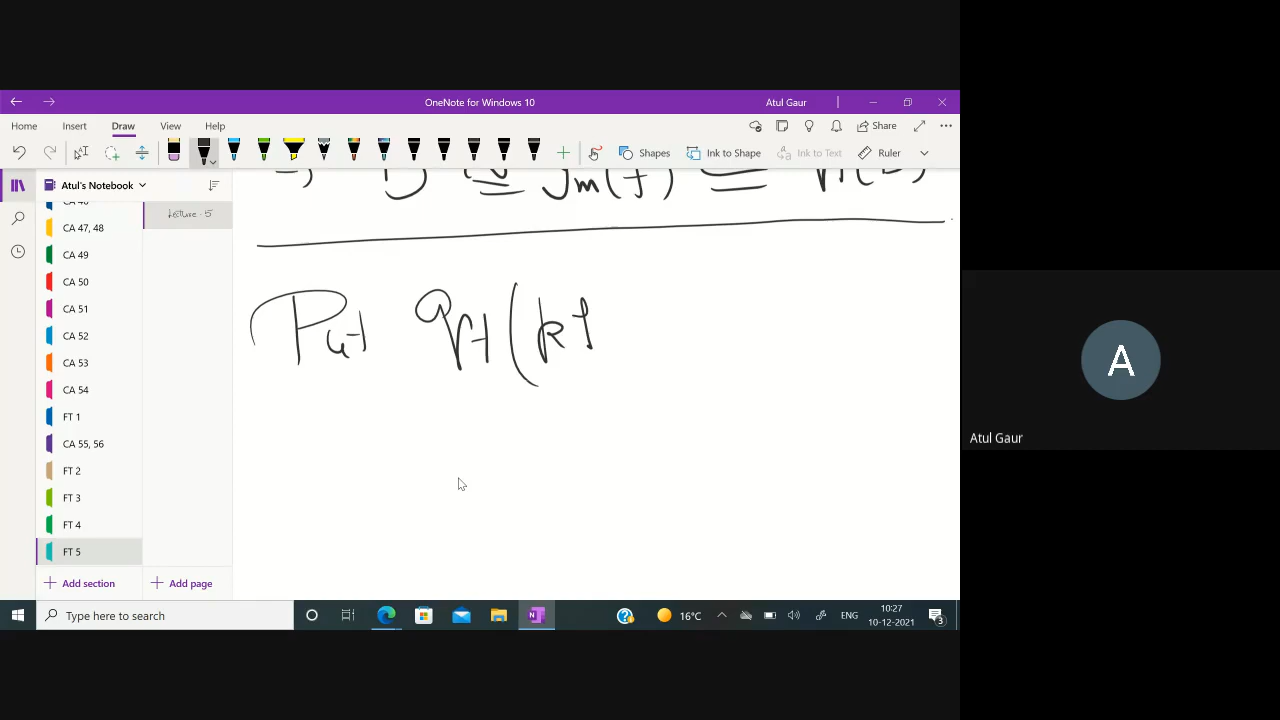 OneNote for Windows 10
Atul Gaur
Home Insert Draw View Help
Share
Shapes Ink to Shape Ink to Text Ruler
Atul's Notebook
Lecture - 5
CA 47, 48
CA 49
CA 50
CA 51
CA 52
CA 53
CA 54
FT 1
CA 55, 56
FT 2
FT 3
FT 4
FT 5
Add section
Add page
Im(f)
Put
A
Atul Gaur
Type here to search
16°C
ENG
10:27
10-12-2021
3